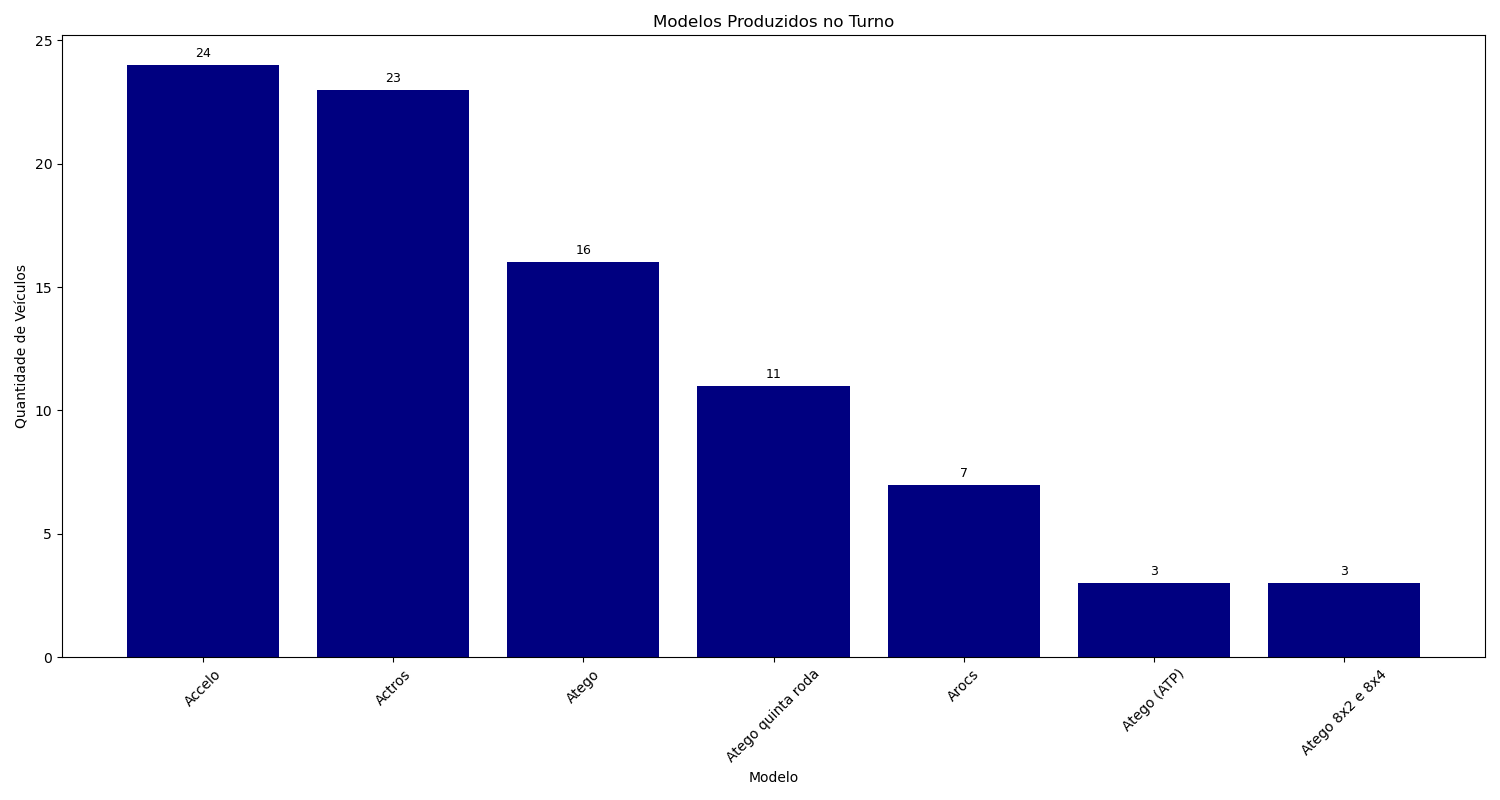 Modelos Produzidos no Turno
Quantidade de Veículos
25
20
15
10
5
0
24
23
16
11
7
3
3
Accelo
Actros
Atego
Atego quinta roda
Arocs
Atego (ATP)
Atego 8x2 e 8x4
Modelo